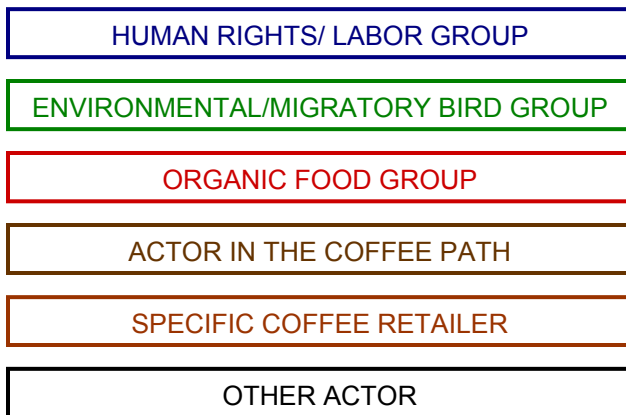 HUMAN RIGHTS/ LABOR GROUP
ENVIRONMENTAL/MIGRATORY BIRD GROUP
ORGANIC FOOD GROUP
ACTOR IN THE COFFEE PATH
SPECIFIC COFFEE RETAILER
OTHER ACTOR